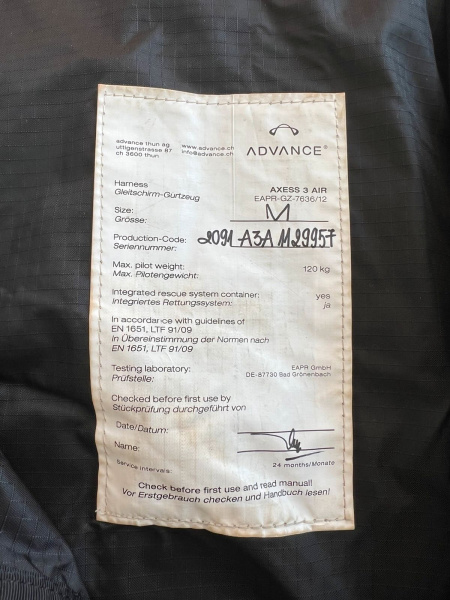 advance thun ag www.advance.ch
uttigenstrasse 87 info@advance.ch
ch 3600 thun
ADVANCE®
Harness AXESS 3 AIR
Gleitschirm-Gurtzeug EAPR-GZ-7636/12
Size: M
Grösse:
Production-Code: 2091 A3A M29957
Seriennummer:
Max. pilot weight: 120 kg
Max. Pilotengewicht:
Integrated rescue system container: yes
Integriertes Rettungssystem: ja
In accordance with guidelines of
EN 1651, LTF 91/09
in Übereinstimmung der Normen nach
EN 1651, LTF 91/09
Testing laboratory: EAPR GmbH
Prüfstelle: DE-87730 Bad Grönenbach
Checked before first use by
Stückprüfung durchgeführt von
Date/Datum:
Name:
Service intervals: 24 months/Monate
Check before first use and read manual!
Vor Erstgebrauch checken und Handbuch lesen!